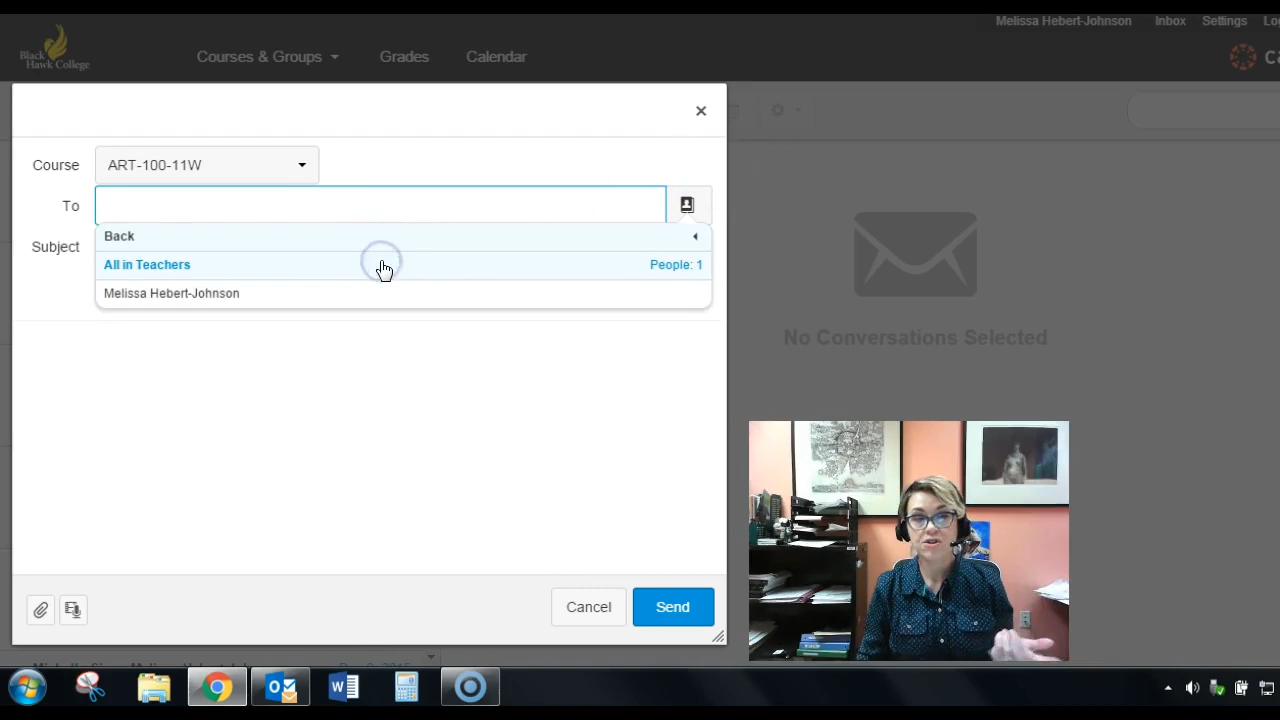 Melissa Hebert-Johnson Inbox Settings
Black
Hawk College
Courses & Groups Grades Calendar
Course ART-100-11W
To
Back
Subject
All in Teachers People: 1
Melissa Hebert-Johnson
No Conversations Selected
Cancel Send